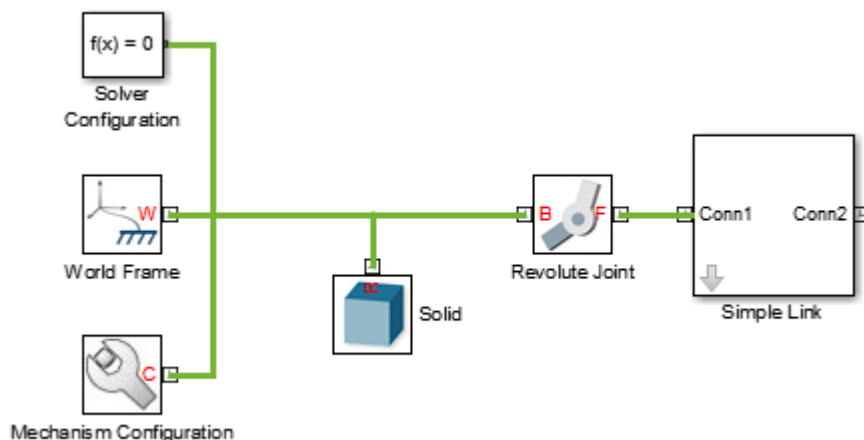 f(x) = 0
Solver
Configuration
W
World Frame
B
F
Revolute Joint
Conn1
Conn2
Simple Link
R
Solid
C
Mechanism Configuration